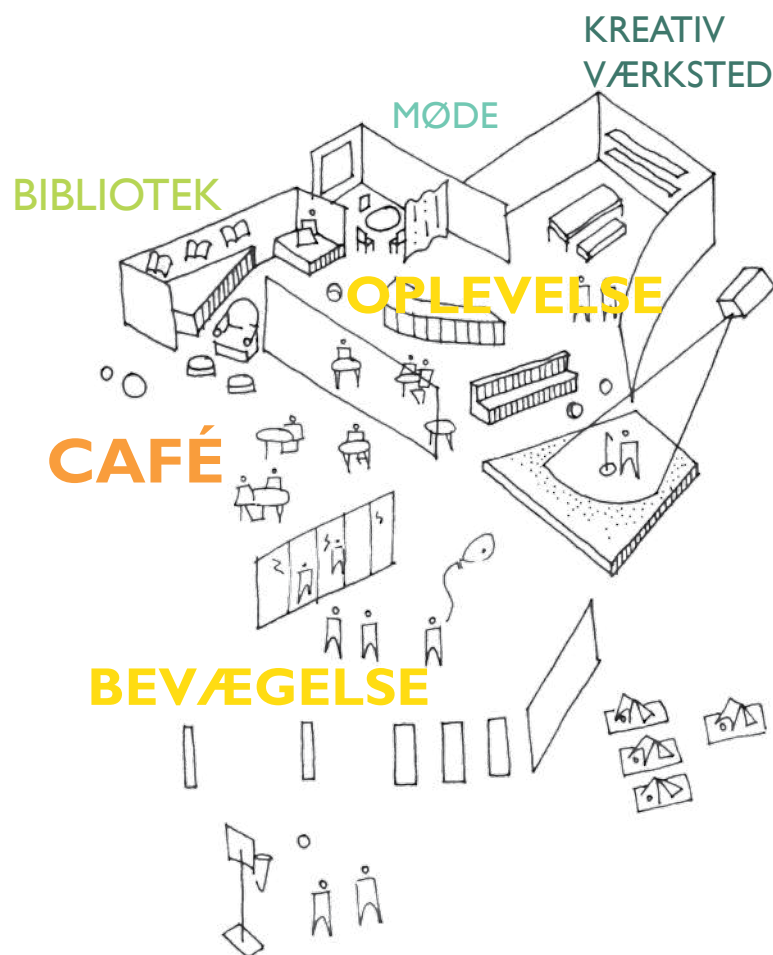 KREATIV
VÆRKSTED
MØDE
BIBLIOTEK
OPLEVELSE
CAFÉ
BEVÆGELSE